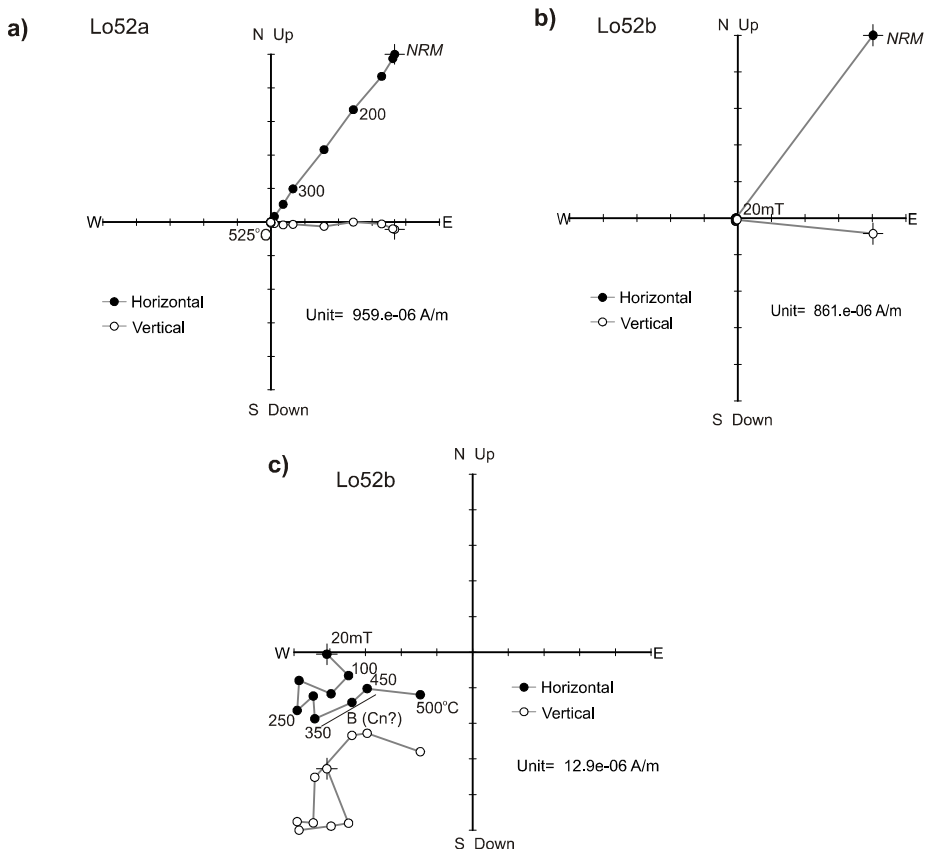 a)
Lo52a
N Up
NRM
200
300
W
E
525°C
Horizontal
Vertical
Unit= 959.e-06 A/m
S Down
b)
Lo52b
N Up
NRM
20mT
W
E
Horizontal
Vertical
Unit= 861.e-06 A/m
S Down
c)
Lo52b
N Up
20mT
W
E
100
450
250
350
B (Cn?)
500°C
Horizontal
Vertical
Unit= 12.9e-06 A/m
S Down